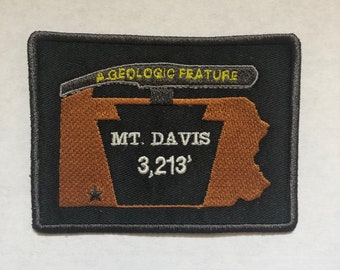 A GEOLOGIC FEATURE
MT. DAVIS
3,213'